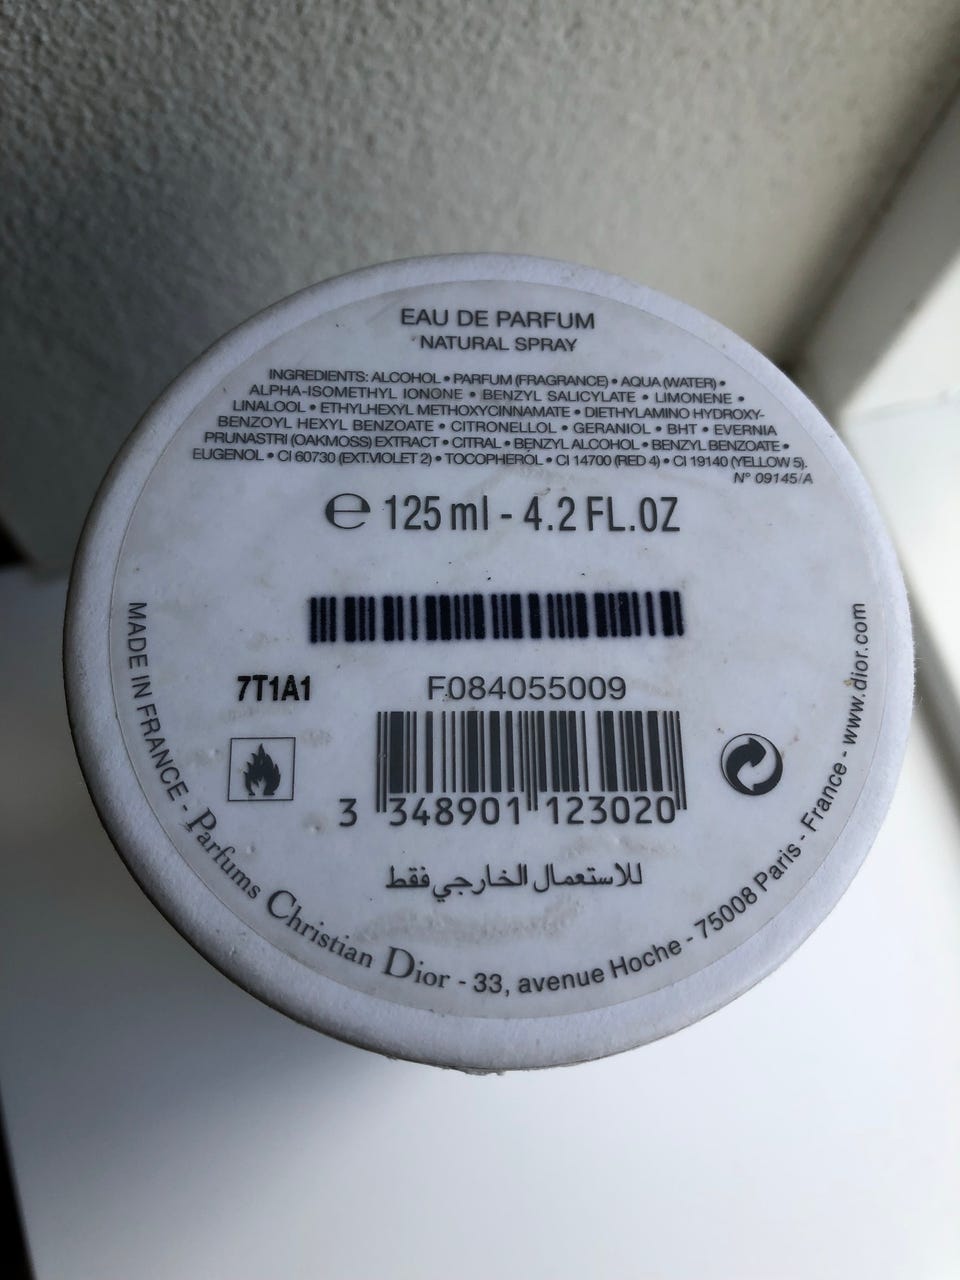 EAU DE PARFUM
NATURAL SPRAY
INGREDIENTS: ALCOHOL • PARFUM (FRAGRANCE) • AQUA (WATER) •
ALPHA-ISOMETHYL IONONE • BENZYL SALICYLATE • LIMONENE •
LINALOOL • ETHYLHEXYL METHOXYCINNAMATE • DIETHYLAMINO HYDROXY-
BENZOYL HEXYL BENZOATE • CITRONELLOL • GERANIOL • BHT • EVERNIA
PRUNASTRI (OAKMOSS) EXTRACT • CITRAL • BENZYL ALCOHOL • BENZYL BENZOATE •
EUGENOL • CI 60730 (EXT.VIOLET 2) • TOCOPHEROL • CI 14700 (RED 4) • CI 19140 (YELLOW 5).
N° 09145/A
℮ 125 ml - 4.2 FL.OZ
7T1A1
F084055009
3 348901 123020
للاستعمال الخارجي فقط
MADE IN FRANCE - Parfums Christian Dior - 33, avenue Hoche - 75008 Paris - France - www.dior.com